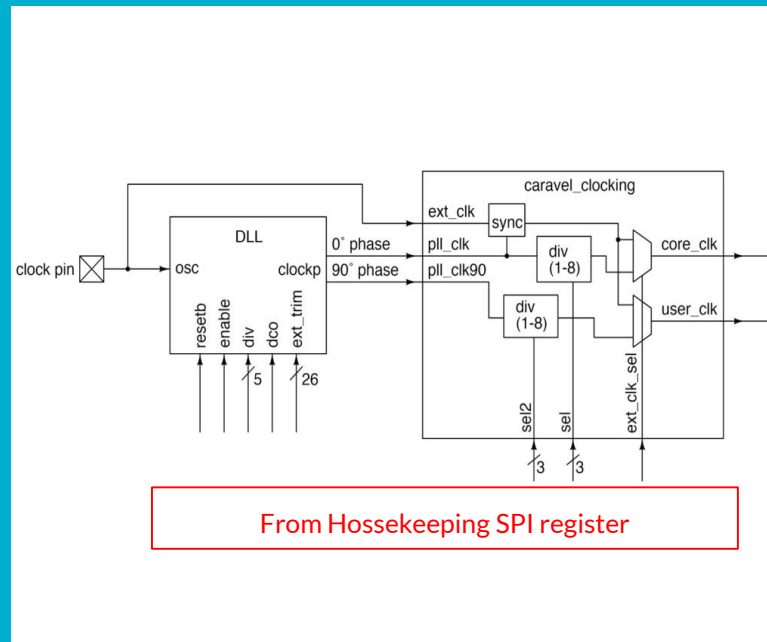 caravel_clocking
ext_clk
sync
DLL
0° phase
pll_clk
core_clk
clock pin
osc
clockp
90° phase
pll_clk90
div
(1-8)
div
(1-8)
user_clk
resetb
enable
div
dco
ext_trim
5
26
sel2
sel
ext_clk_sel
3
3
From Hossekeeping SPI register